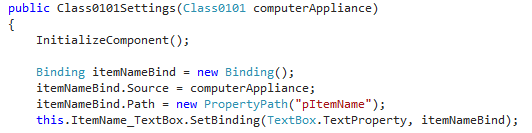 public Class0101Settings(Class0101 computerAppliance)
{
InitializeComponent();
Binding itemNameBind = new Binding();
itemNameBind.Source = computerAppliance;
itemNameBind.Path = new PropertyPath("pItemName");
this.ItemName_TextBox.SetBinding(TextBox.TextProperty, itemNameBind);